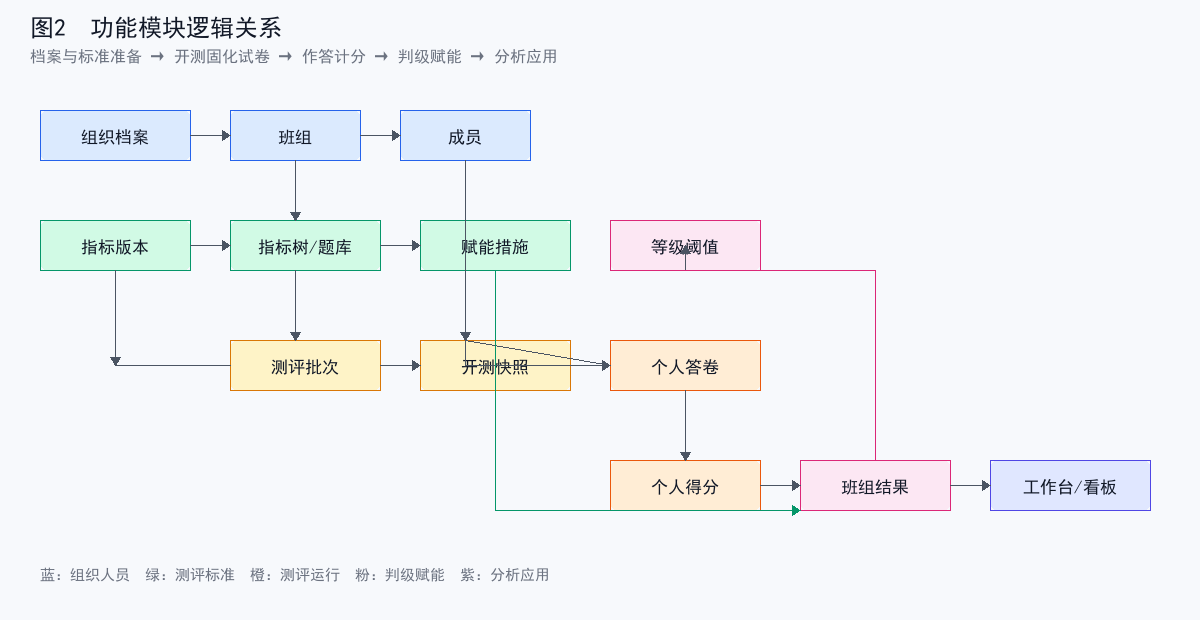 图2 功能模块逻辑关系
档案与标准准备 → 开测固化试卷 → 作答计分 → 判级赋能 → 分析应用
组织档案
班组
成员
指标版本
指标树/题库
赋能措施
等级阈值
测评批次
开测快照
个人答卷
个人得分
班组结果
工作台/看板
蓝：组织人员 绿：测评标准 橙：测评运行 粉：判级赋能 紫：分析应用